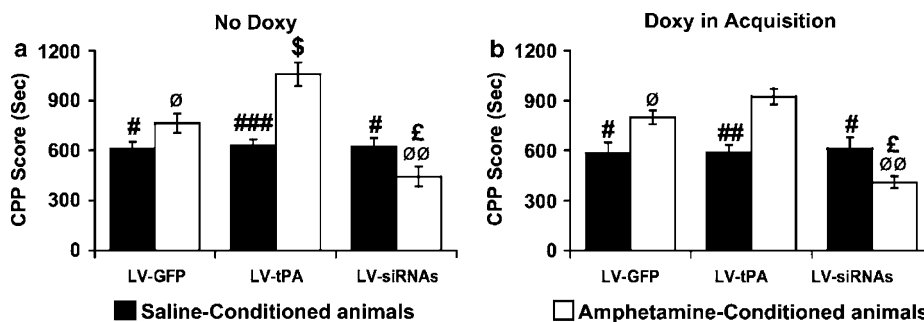 No Doxy
a
CPP Score (Sec)
1200
900
600
300
0
#
Ø
###
$
#
£
ØØ
LV-GFP
LV-tPA
LV-siRNAs
Doxy in Acquisition
b
CPP Score (Sec)
1200
900
600
300
0
#
Ø
##
#
£
ØØ
LV-GFP
LV-tPA
LV-siRNAs
Saline-Conditioned animals
Amphetamine-Conditioned animals